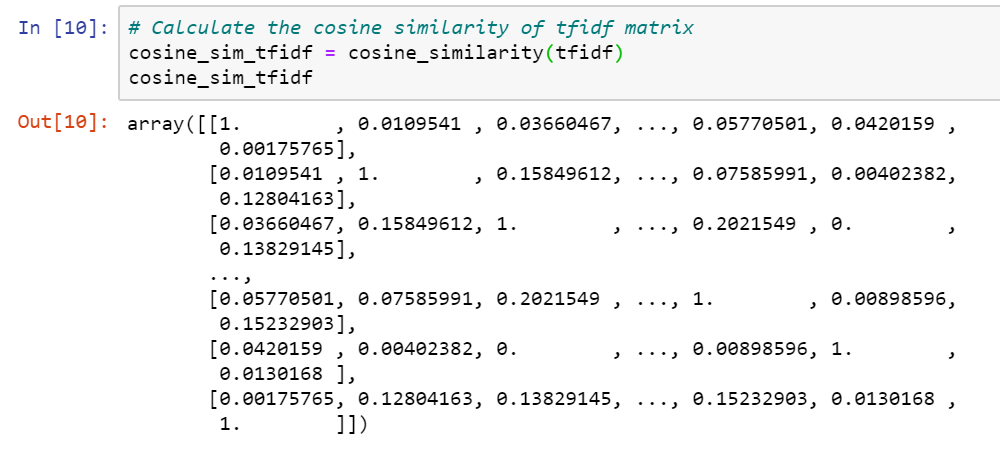 In [10]: # Calculate the cosine similarity of tfidf matrix
cosine_sim_tfidf = cosine_similarity(tfidf)
cosine_sim_tfidf
Out[10]: array([[1.        , 0.0109541 , 0.03660467, ..., 0.05770501, 0.0420159 ,
0.00175765],
[0.0109541 , 1.        , 0.15849612, ..., 0.07585991, 0.00402382,
0.12804163],
[0.03660467, 0.15849612, 1.        , ..., 0.2021549 , 0.        ,
0.13829145],
...,
[0.05770501, 0.07585991, 0.2021549 , ..., 1.        , 0.00898596,
0.15232903],
[0.0420159 , 0.00402382, 0.        , ..., 0.00898596, 1.        ,
0.0130168 ],
[0.00175765, 0.12804163, 0.13829145, ..., 0.15232903, 0.0130168 ,
1.        ]])